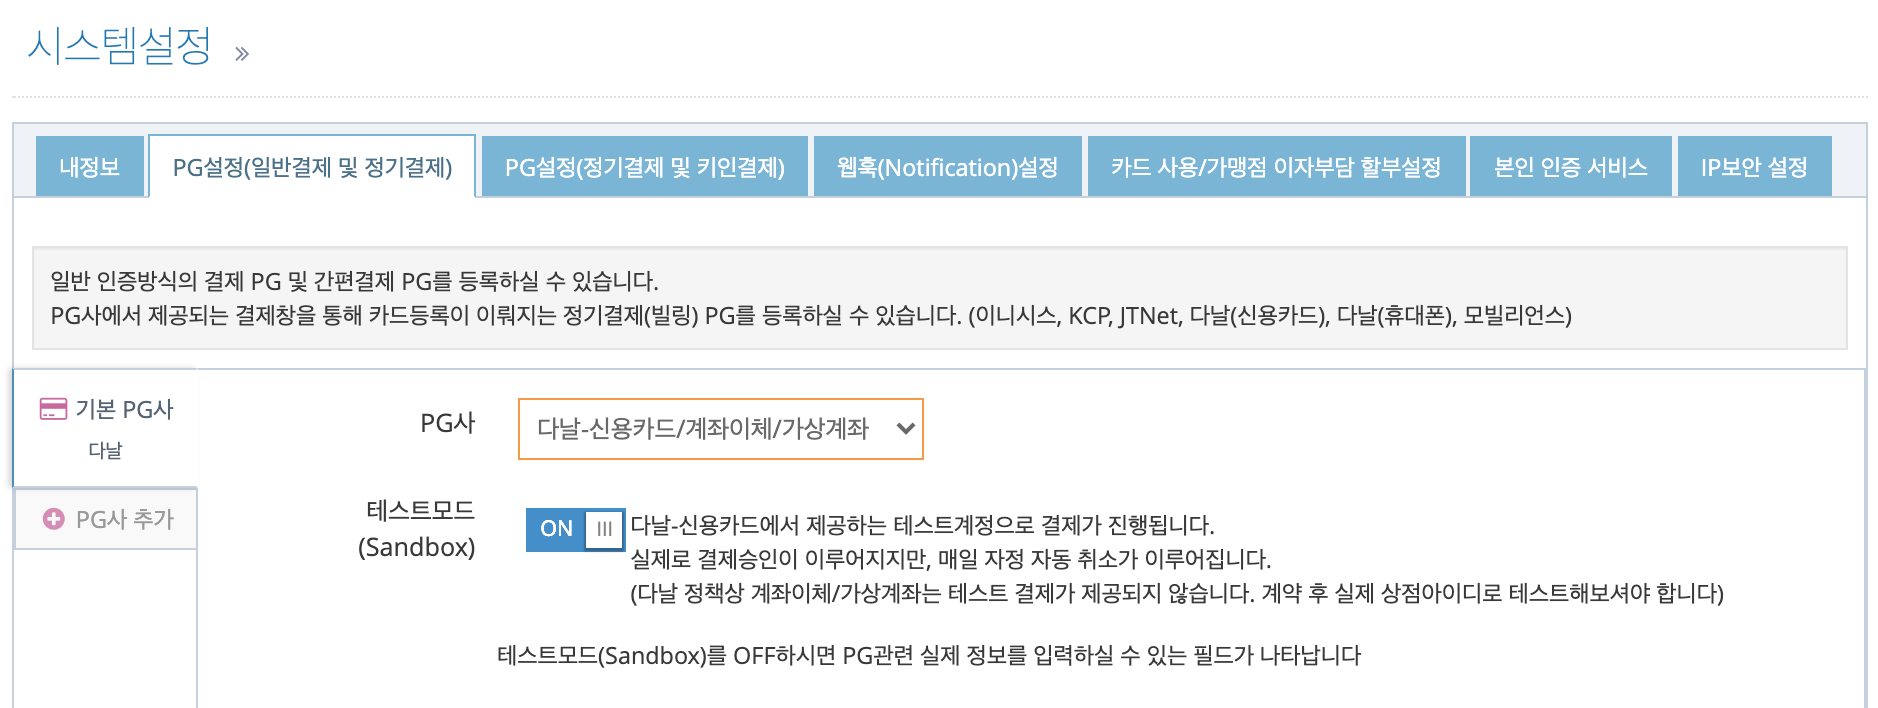 시스템설정 »
내정보
PG설정(일반결제 및 정기결제)
PG설정(정기결제 및 키인결제)
웹훅(Notification)설정
카드 사용/가맹점 이자부담 할부설정
본인 인증 서비스
IP보안 설정
일반 인증방식의 결제 PG 및 간편결제 PG를 등록하실 수 있습니다.
PG사에서 제공되는 결제창을 통해 카드등록이 이뤄지는 정기결제(빌링) PG를 등록하실 수 있습니다. (이니시스, KCP, JTNet, 다날(신용카드), 다날(휴대폰), 모빌리언스)
기본 PG사
다날
PG사 추가
PG사
다날-신용카드/계좌이체/가상계좌
테스트모드
(Sandbox)
ON
다날-신용카드에서 제공하는 테스트계정으로 결제가 진행됩니다.
실제로 결제승인이 이루어지지만, 매일 자정 자동 취소가 이루어집니다.
(다날 정책상 계좌이체/가상계좌는 테스트 결제가 제공되지 않습니다. 계약 후 실제 상점아이디로 테스트해보셔야 합니다)
테스트모드(Sandbox)를 OFF하시면 PG관련 실제 정보를 입력하실 수 있는 필드가 나타납니다